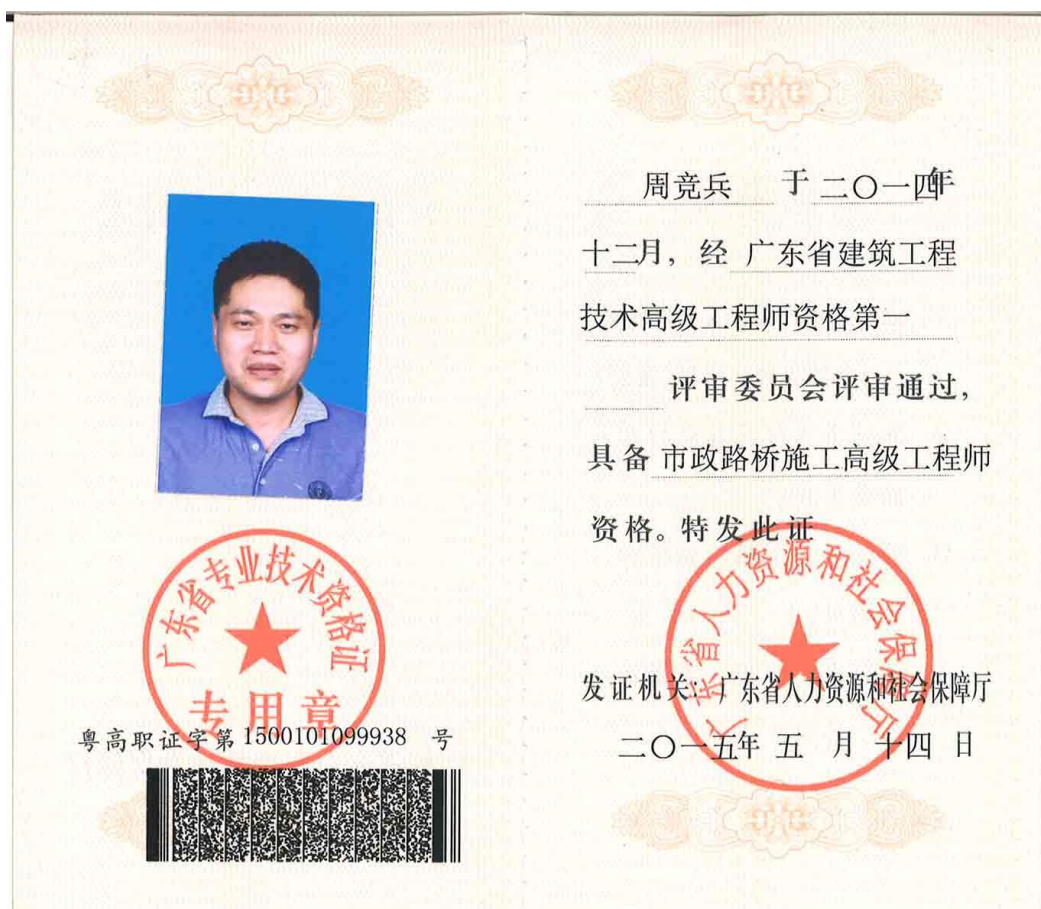 广东省专业技术资格证
专用章
粤高职证字第 1500101099938 号
周竞兵 于 二〇一四年
十二月，经 广东省建筑工程
技术高级工程师资格第一
评审委员会评审通过，
具备 市政路桥施工高级工程师
资格。特发此证
广东省人力资源和社会保障厅
发证机关：广东省人力资源和社会保障厅
二〇一五年 五 月 十四 日